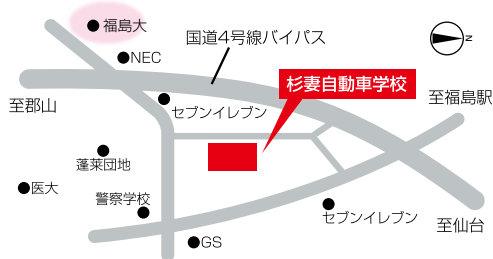 福島大
国道4号線バイパス
N
NEC
杉妻自動車学校
至郡山
セブンイレブン
至福島駅
蓬莱団地
医大
警察学校
セブンイレブン
至仙台
GS